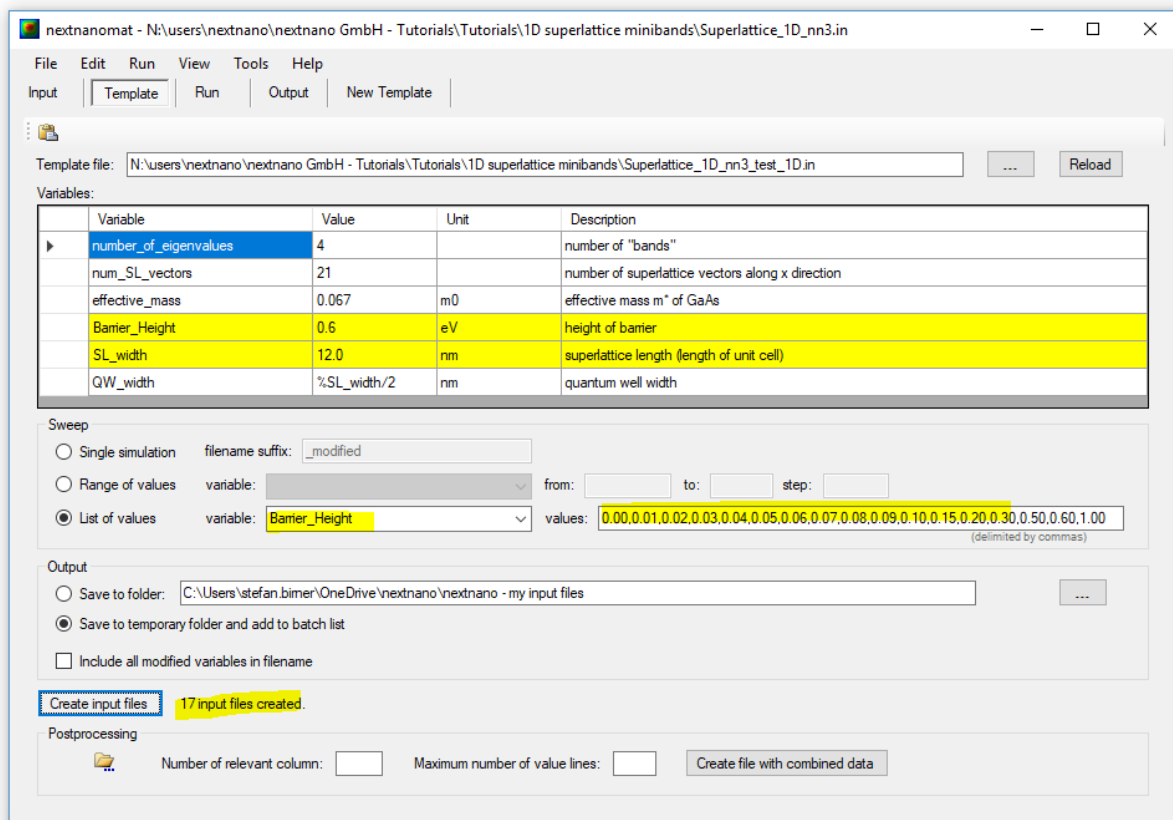 nextnanomat - N:\users\nextnano\nextnano GmbH - Tutorials\Tutorials\1D superlattice minibands\Superlattice_1D_nn3.in
File Edit Run View Tools Help
Input Template Run Output New Template
Template file: N:\users\nextnano\nextnano GmbH - Tutorials\Tutorials\1D superlattice minibands\Superlattice_1D_nn3_test_1D.in ... Reload
Variables:
Variable Value Unit Description
number_of_eigenvalues 4 number of "bands"
num_SL_vectors 21 number of superlattice vectors along x direction
effective_mass 0.067 m0 effective mass m* of GaAs
Barrier_Height 0.6 eV height of barrier
SL_width 12.0 nm superlattice length (length of unit cell)
QW_width %SL_width/2 nm quantum well width
Sweep
Single simulation filename suffix: _modified
Range of values variable: from: to: step:
List of values variable: Barrier_Height values: 0.00,0.01,0.02,0.03,0.04,0.05,0.06,0.07,0.08,0.09,0.10,0.15,0.20,0.30,0.50,0.60,1.00
(delimited by commas)
Output
Save to folder: C:\Users\stefan.birner\OneDrive\nextnano\nextnano - my input files ...
Save to temporary folder and add to batch list
Include all modified variables in filename
Create input files 17 input files created.
Postprocessing
Number of relevant column: Maximum number of value lines: Create file with combined data